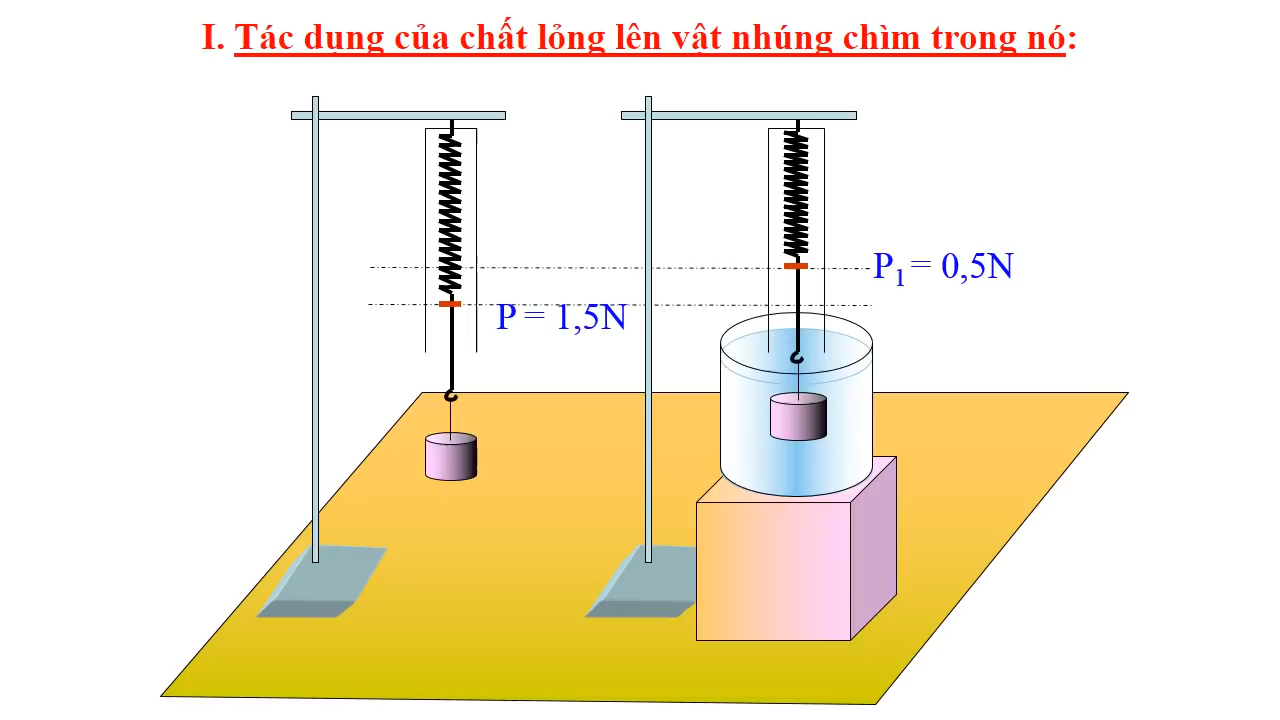 I. Tác dụng của chất lỏng lên vật nhúng chìm trong nó:
P₁ = 0,5N
P = 1,5N